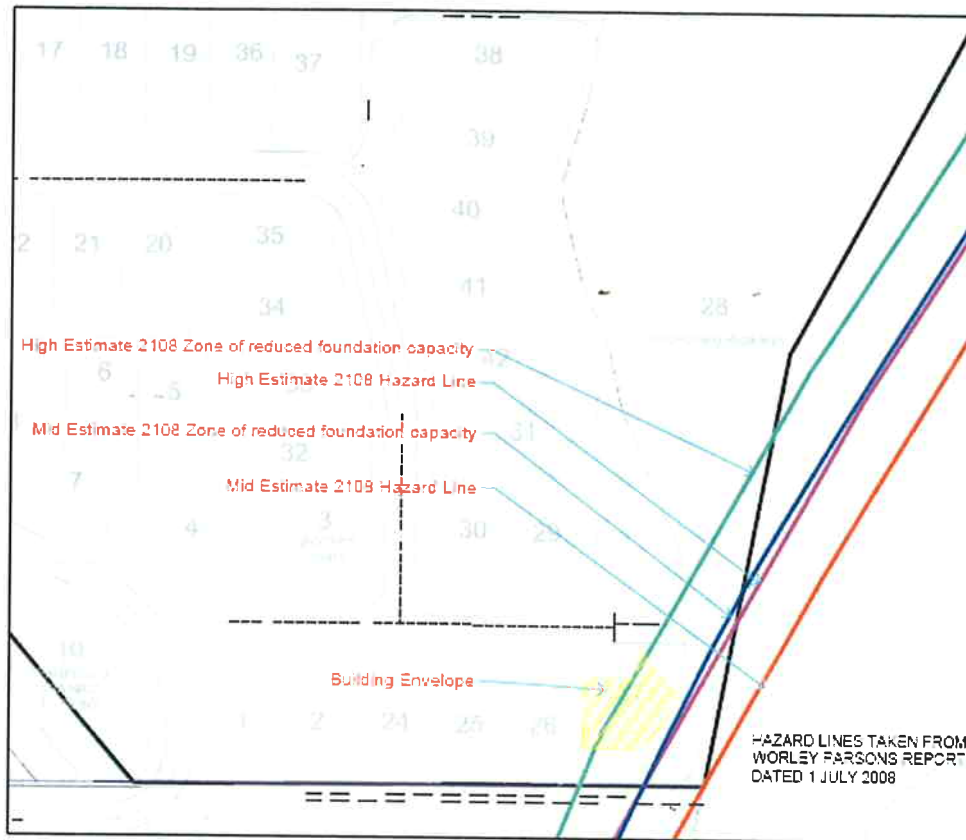 17 18 19 36 37 38
39
40
22 21 20 35
41
34 28
High Estimate 2108 Zone of reduced foundation capacity
42
High Estimate 2108 Hazard Line
6
5
Mid Estimate 2108 Zone of reduced foundation capacity
31
32
Mid Estimate 2108 Hazard Line
7
4 3 30 29
10
Building Envelope
1 2 24 25 26
HAZARD LINES TAKEN FROM
WORLEY PARSONS REPORT
DATED 1 JULY 2008